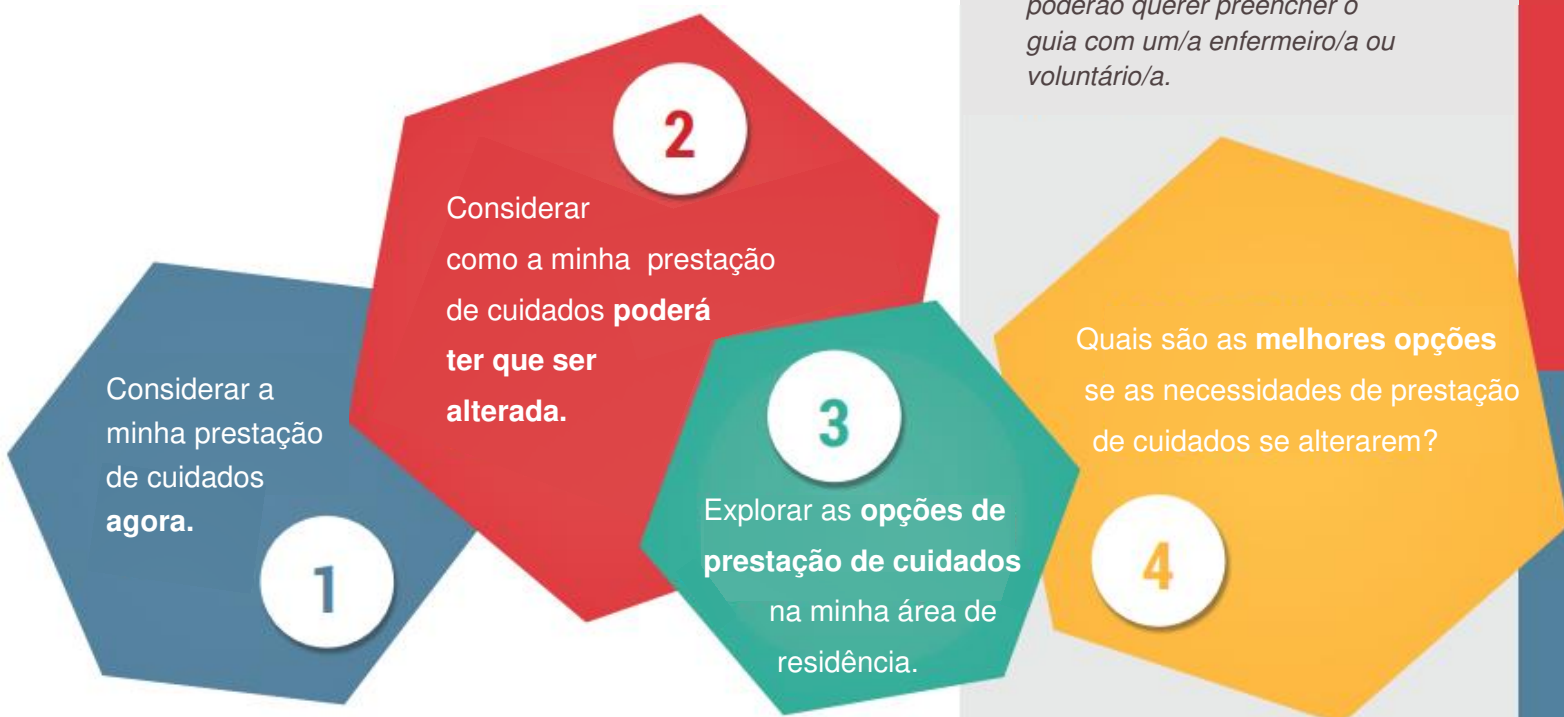 poderão querer preencher o
guia com um/a enfermeiro/a ou
voluntário/a.
Considerar a
minha prestação
de cuidados
agora.
1
2
Considerar
como a minha prestação
de cuidados poderá
ter que ser
alterada.
3
Explorar as opções de
prestação de cuidados
na minha área de
residência.
Quais são as melhores opções
se as necessidades de prestação
de cuidados se alterarem?
4